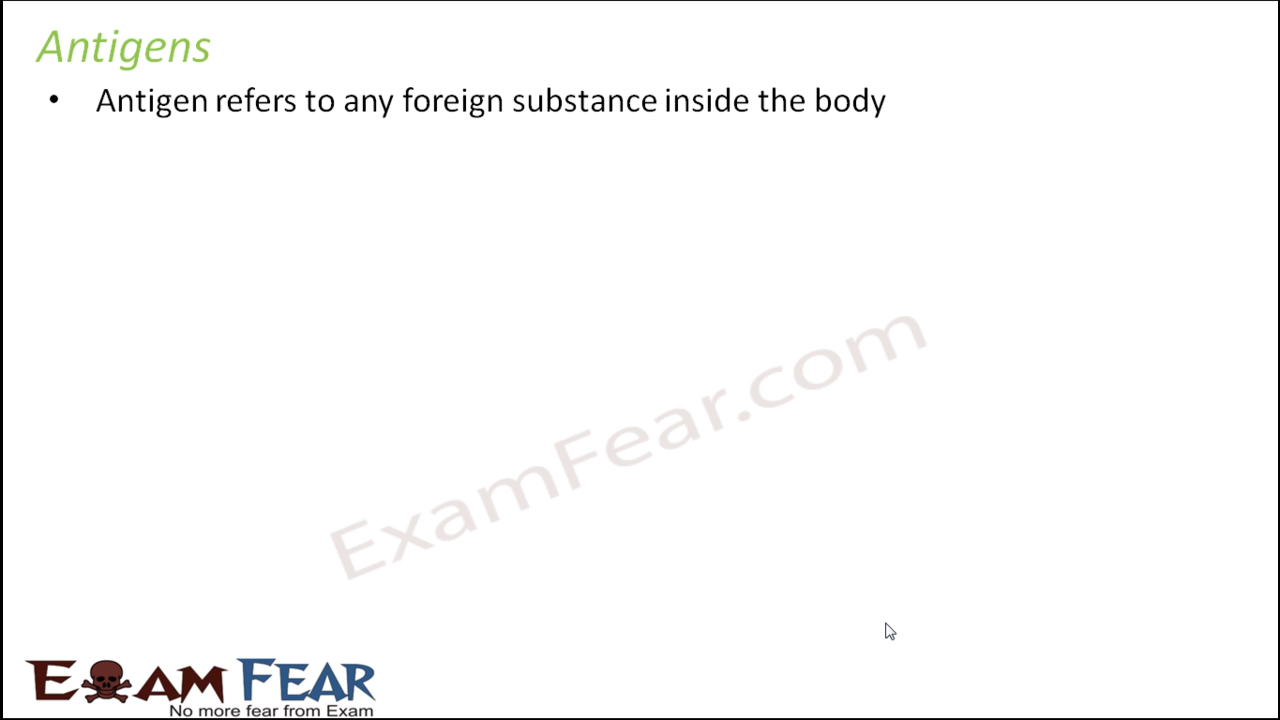 Antigens
• Antigen refers to any foreign substance inside the body
ExamFear.com
EXAM FEAR
No more fear from Exam